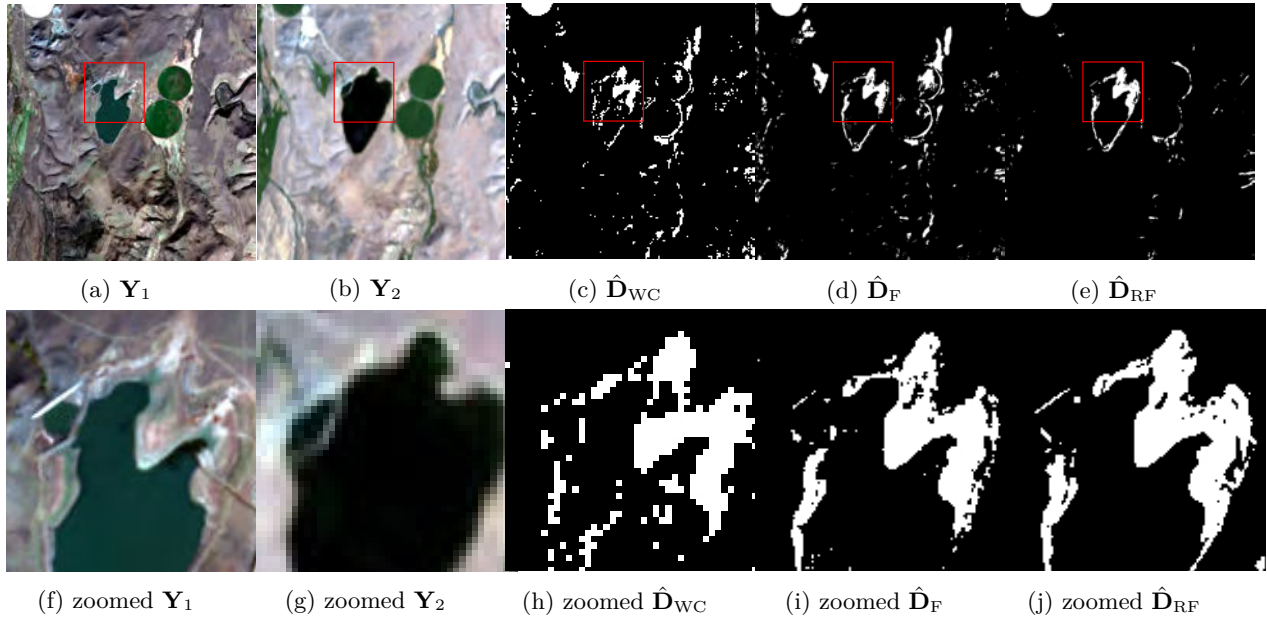 (a) Y₁ (b) Y₂ (c) D̂_WC (d) D̂_F (e) D̂_RF
(f) zoomed Y₁ (g) zoomed Y₂ (h) zoomed D̂_WC (i) zoomed D̂_F (j) zoomed D̂_RF